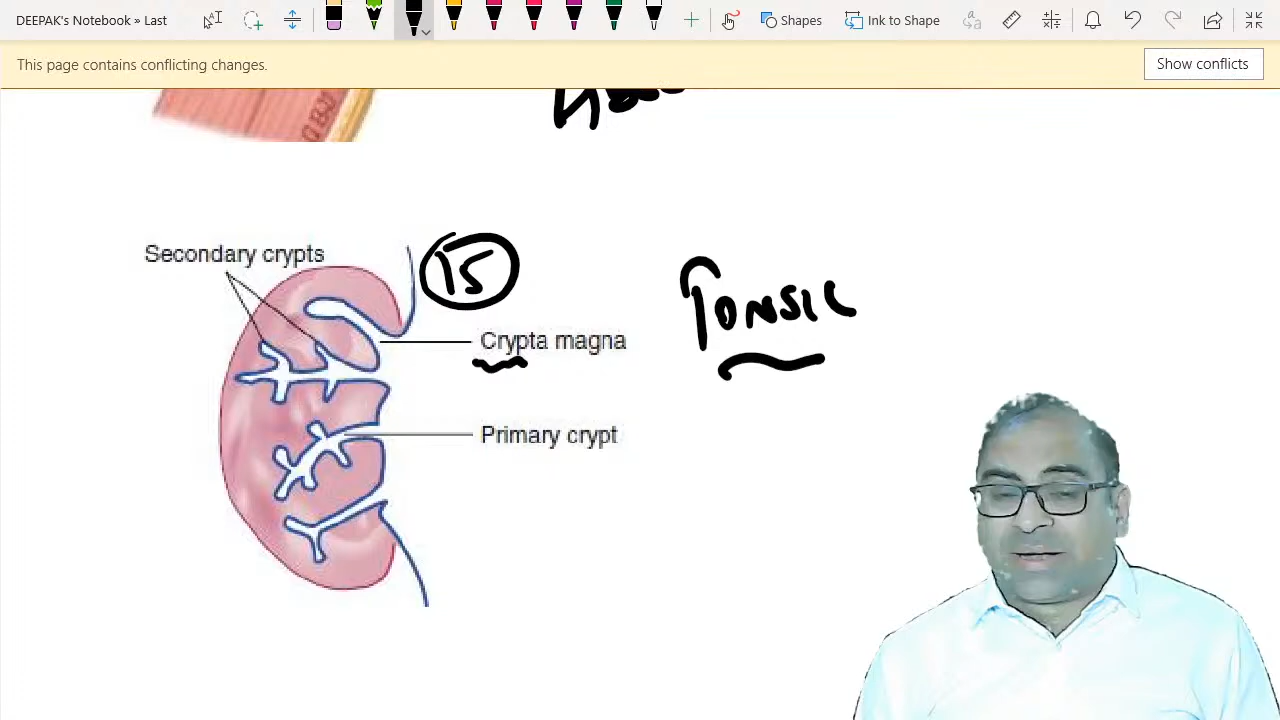 DEEPAK's Notebook » Last
Shapes
Ink to Shape
This page contains conflicting changes.
Show conflicts
Secondary crypts
15
Crypta magna
TONSIL
Primary crypt